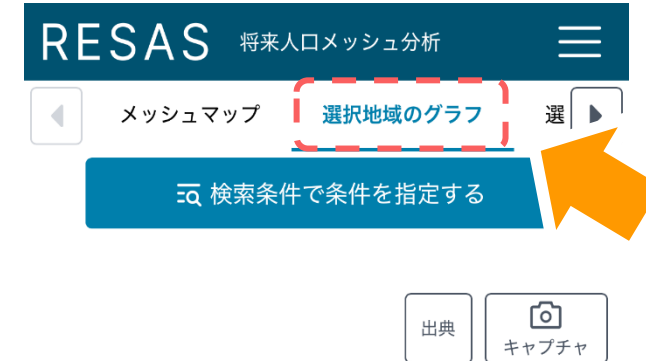 RESAS 将来人口メッシュ分析
メッシュマップ 選択地域のグラフ 選
検索条件で条件を指定する
出典 キャプチャ